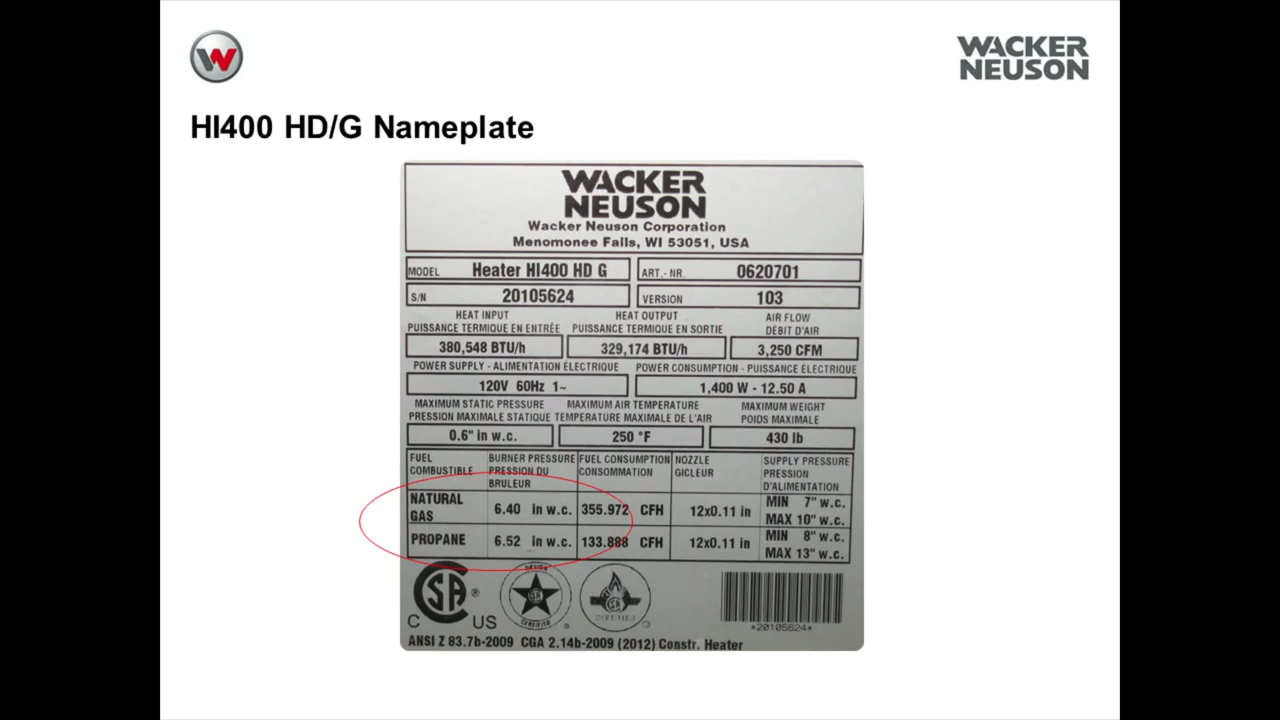 W
WACKER
NEUSON
HI400 HD/G Nameplate
WACKER
NEUSON
Wacker Neuson Corporation
Menomonee Falls, WI 53051, USA
MODEL Heater HI400 HD G ART.- NR. 0620701
S/N 20105624 VERSION 103
HEAT INPUT HEAT OUTPUT AIR FLOW
PUISSANCE TERMIQUE EN ENTRÉE PUISSANCE TERMIQUE EN SORTIE DÉBIT D'AIR
380,548 BTU/h 329,174 BTU/h 3,250 CFM
POWER SUPPLY - ALIMENTATION ÉLECTRIQUE POWER CONSUMPTION - PUISSANCE ÉLECTRIQUE
120V 60Hz 1~ 1,400 W - 12.50 A
MAXIMUM STATIC PRESSURE MAXIMUM AIR TEMPERATURE MAXIMUM WEIGHT
PRESSION MAXIMALE STATIQUE TEMPERATURE MAXIMALE DE L'AIR POIDS MAXIMALE
0.6" in w.c. 250 °F 430 lb
FUEL BURNER PRESSURE FUEL CONSUMPTION NOZZLE SUPPLY PRESSURE
COMBUSTIBLE PRESSION DU CONSOMMATION GICLEUR PRESSION
BRULEUR D'ALIMENTATION
NATURAL MIN 7" w.c.
GAS 6.40 in w.c. 355.972 CFH 12x0.11 in MAX 10" w.c.
PROPANE 6.52 in w.c. 133.888 CFH 12x0.11 in MIN 8" w.c.
MAX 13" w.c.
CSA ® DESIGN CERTIFIED ® CERTIFIED
C US
*20105624*
ANSI Z 83.7b-2009 CGA 2.14b-2009 (2012) Constr. Heater